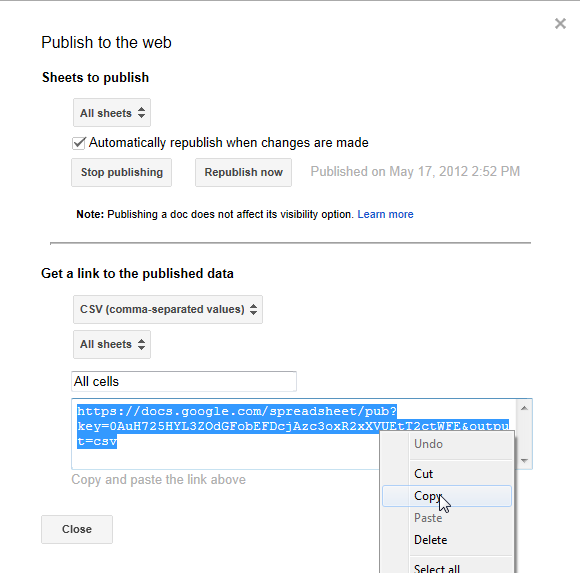 Publish to the web
Sheets to publish
All sheets
Automatically republish when changes are made
Stop publishing
Republish now
Published on May 17, 2012 2:52 PM
Note: Publishing a doc does not affect its visibility option. Learn more
Get a link to the published data
CSV (comma-separated values)
All sheets
All cells
https://docs.google.com/spreadsheet/pub?
key=0AuH725HYL3ZOdGFobEFDcjAzc3oxR2xXVUEtT2ctWFE&outpu
t=csv
Undo
Cut
Copy
Paste
Delete
Select all
Copy and paste the link above
Close